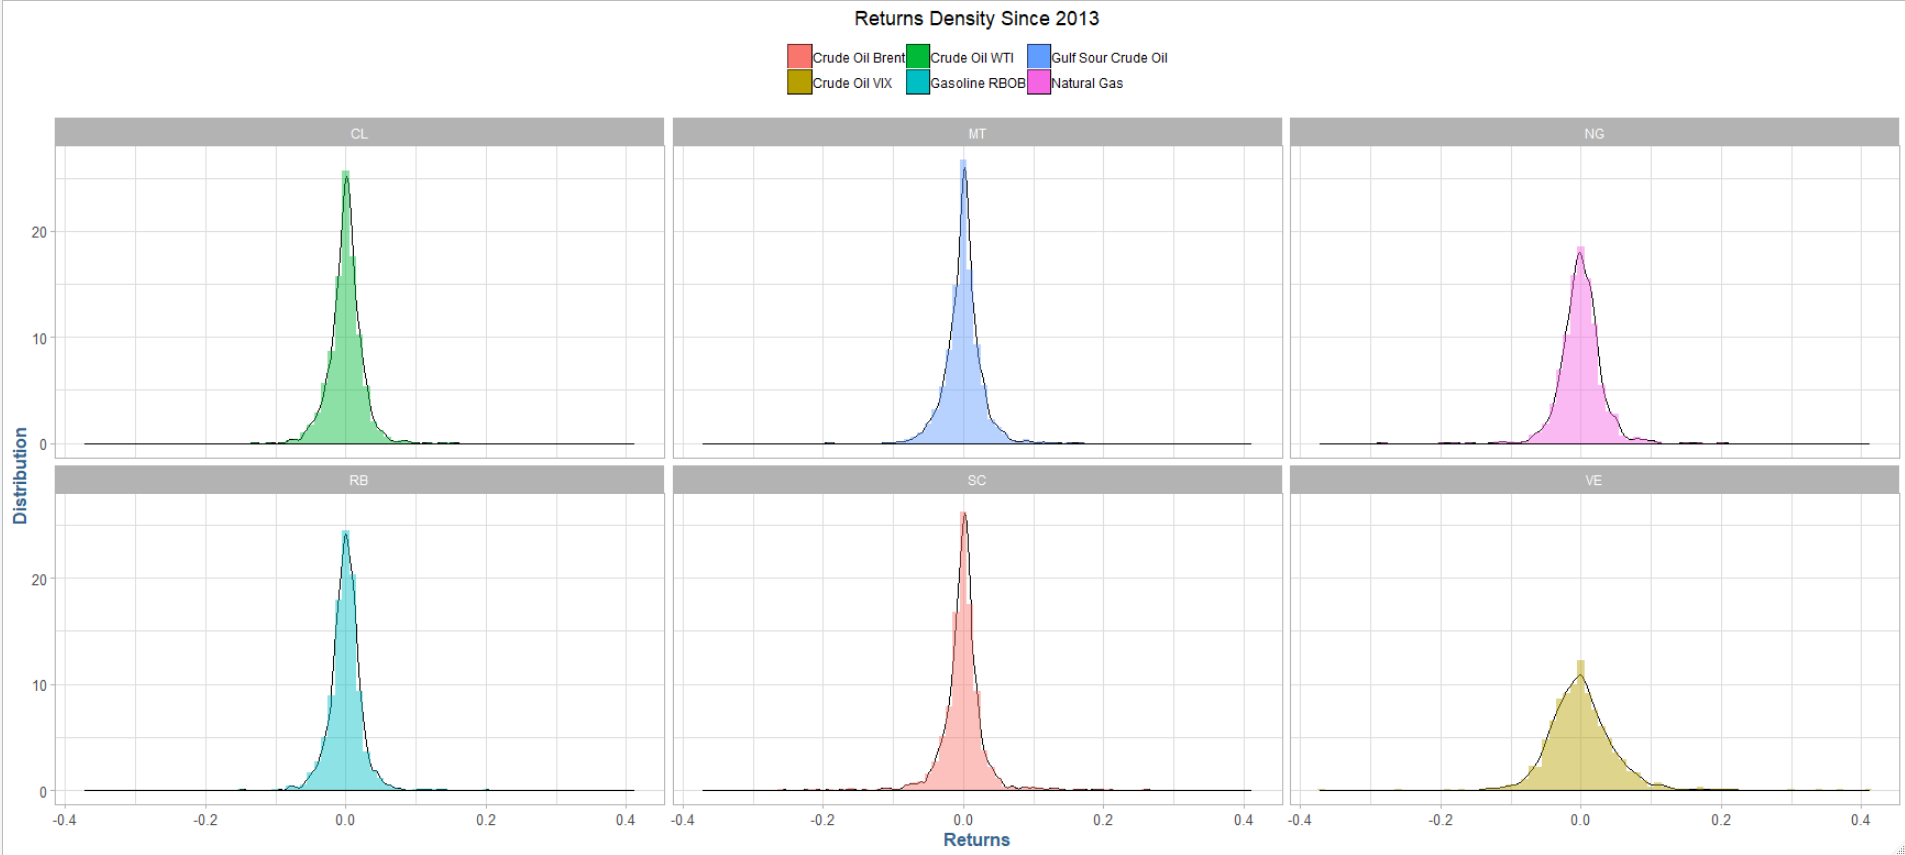 Returns Density Since 2013
Crude Oil Brent Crude Oil WTI Gulf Sour Crude Oil
Crude Oil VIX Gasoline RBOB Natural Gas
CL MT NG
20
10
0
RB SC VE
20
10
0
Distribution
-0.4 -0.2 0.0 0.2 0.4 -0.4 -0.2 0.0 0.2 0.4 -0.4 -0.2 0.0 0.2 0.4
Returns